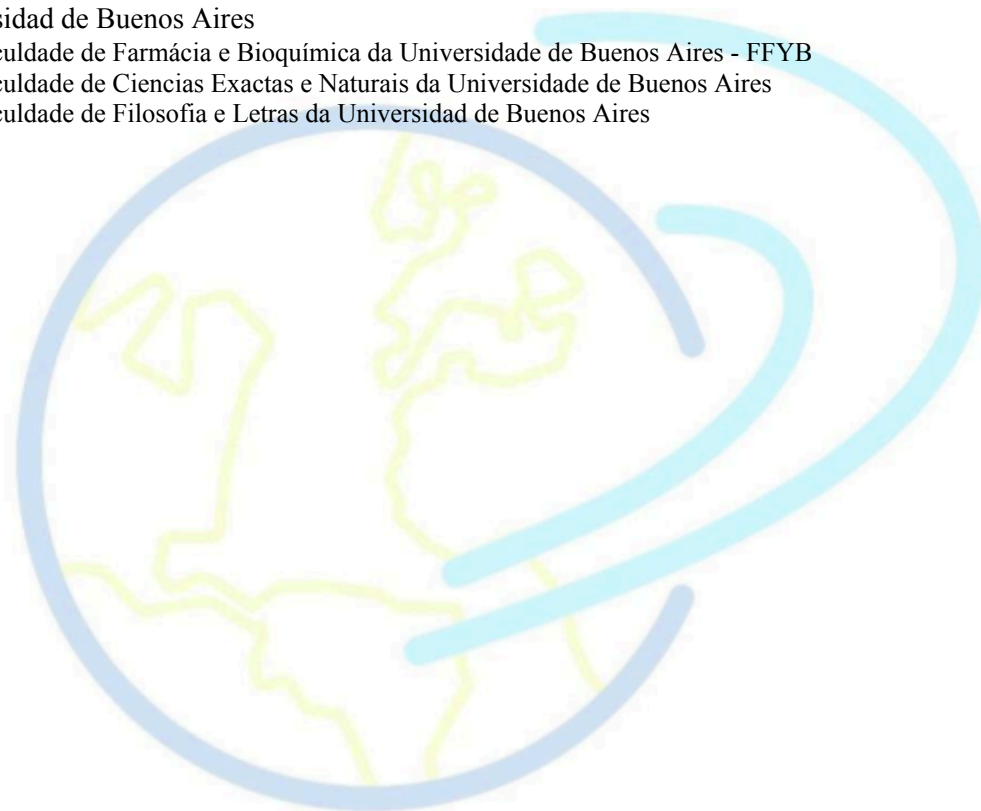 sidad de Buenos Aires
culdade de Farmácia e Bioquímica da Universidade de Buenos Aires - FFYB
culdade de Ciencias Exactas e Naturais da Universidade de Buenos Aires
culdade de Filosofia e Letras da Universidad de Buenos Aires